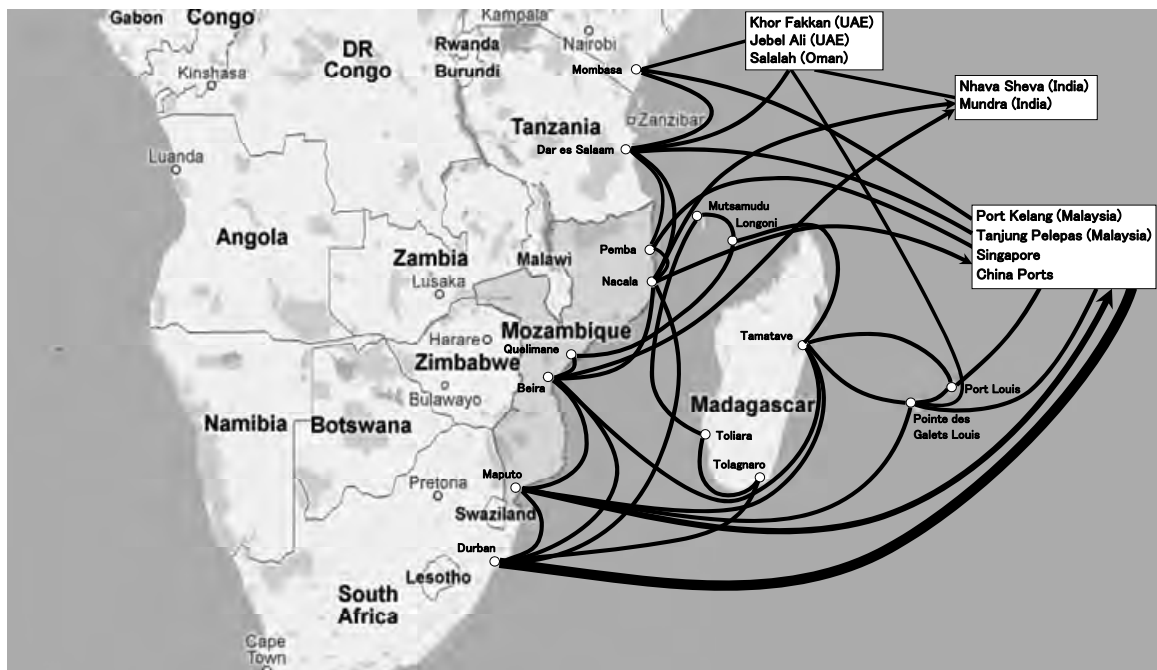 Gabon
Congo
Kampala
DR
Congo
Rwanda
Burundi
Nairobi
Kinshasa
Mombasa
Khor Fakkan (UAE)
Jebel Ali (UAE)
Salalah (Oman)
Nhava Sheva (India)
Mundra (India)
Tanzania
Zanzibar
Dar es Salaam
Luanda
Mutsamudu
Longoni
Port Kelang (Malaysia)
Tanjung Pelepas (Malaysia)
Singapore
China Ports
Angola
Zambia
Malawi
Pemba
Lusaka
Nacala
Mozambique
Harare
Quelimane
Zimbabwe
Beira
Bulawayo
Tamatave
Port Louis
Madagascar
Pointe des
Galets Louis
Namibia
Botswana
Toliara
Tolagnaro
Maputo
Pretoria
Swaziland
Durban
Lesotho
South
Africa
Cape
Town